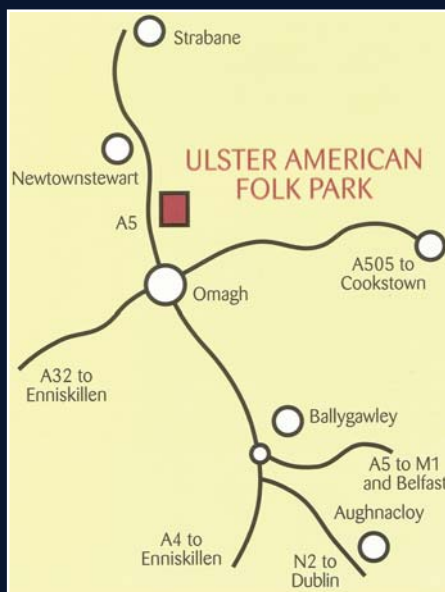 Strabane
Newtownstewart
ULSTER AMERICAN
FOLK PARK
A5
A505 to
Cookstown
Omagh
A32 to
Enniskillen
Ballygawley
A5 to M1
and Belfast
Aughnacloy
A4 to
Enniskillen
N2 to
Dublin